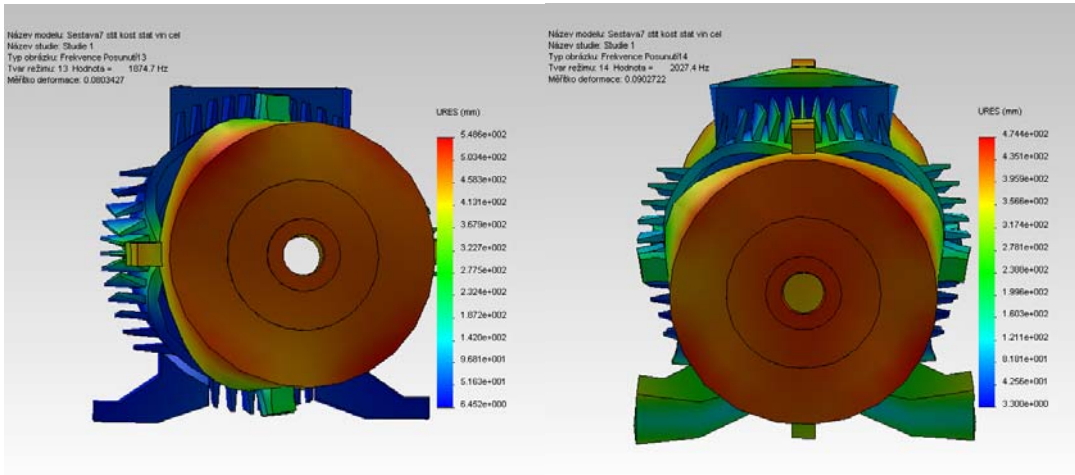 Název modelu: Sestava7 stit kost stat vin cel
Název studie: Studie 1
Typ obrázku: Frekvence Posunutí13
Tvar režimu: 13 Hodnota = 1874.7 Hz
Měřítko deformace: 0.0803427
URES (mm)
5.486e+002
5.034e+002
4.583e+002
4.131e+002
3.679e+002
3.227e+002
2.775e+002
2.324e+002
1.872e+002
1.420e+002
9.681e+001
5.163e+001
6.452e+000
Název modelu: Sestava7 stit kost stat vin cel
Název studie: Studie 1
Typ obrázku: Frekvence Posunutí14
Tvar režimu: 14 Hodnota = 2027.4 Hz
Měřítko deformace: 0.0902722
URES (mm)
4.744e+002
4.351e+002
3.959e+002
3.566e+002
3.174e+002
2.781e+002
2.388e+002
1.996e+002
1.603e+002
1.211e+002
8.181e+001
4.256e+001
3.300e+000